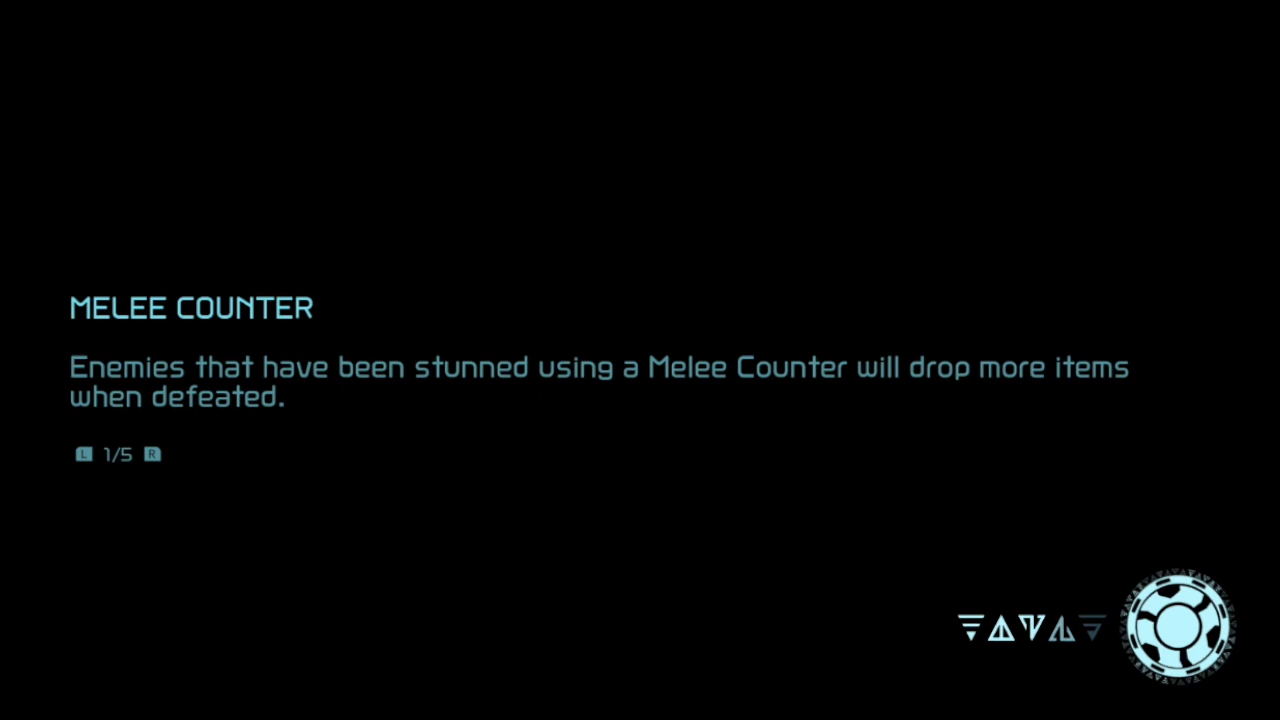 MELEE COUNTER
Enemies that have been stunned using a Melee Counter will drop more items
when defeated.
L 1/5 R